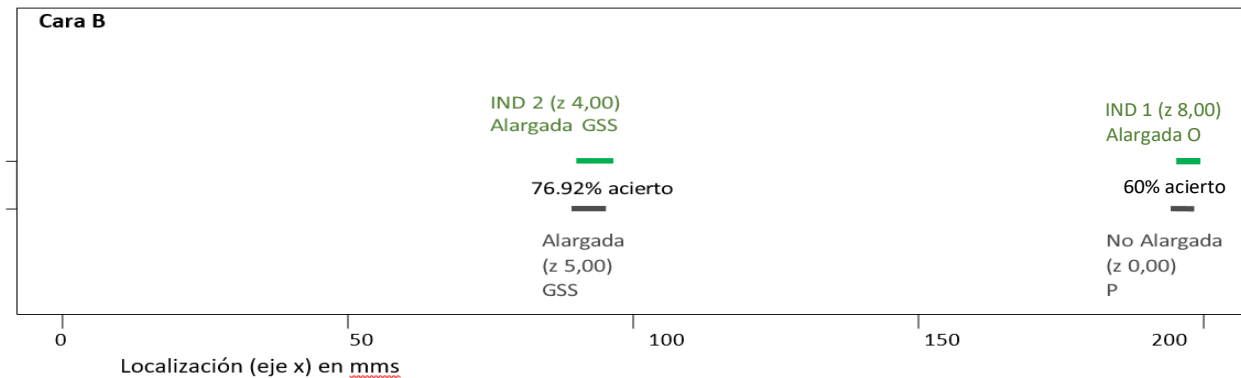 Cara B
IND 2 (z 4,00)
Alargada GSS
IND 1 (z 8,00)
Alargada O
76.92% acierto
60% acierto
Alargada
(z 5,00)
GSS
No Alargada
(z 0,00)
P
0
50
100
150
200
Localización (eje x) en mms